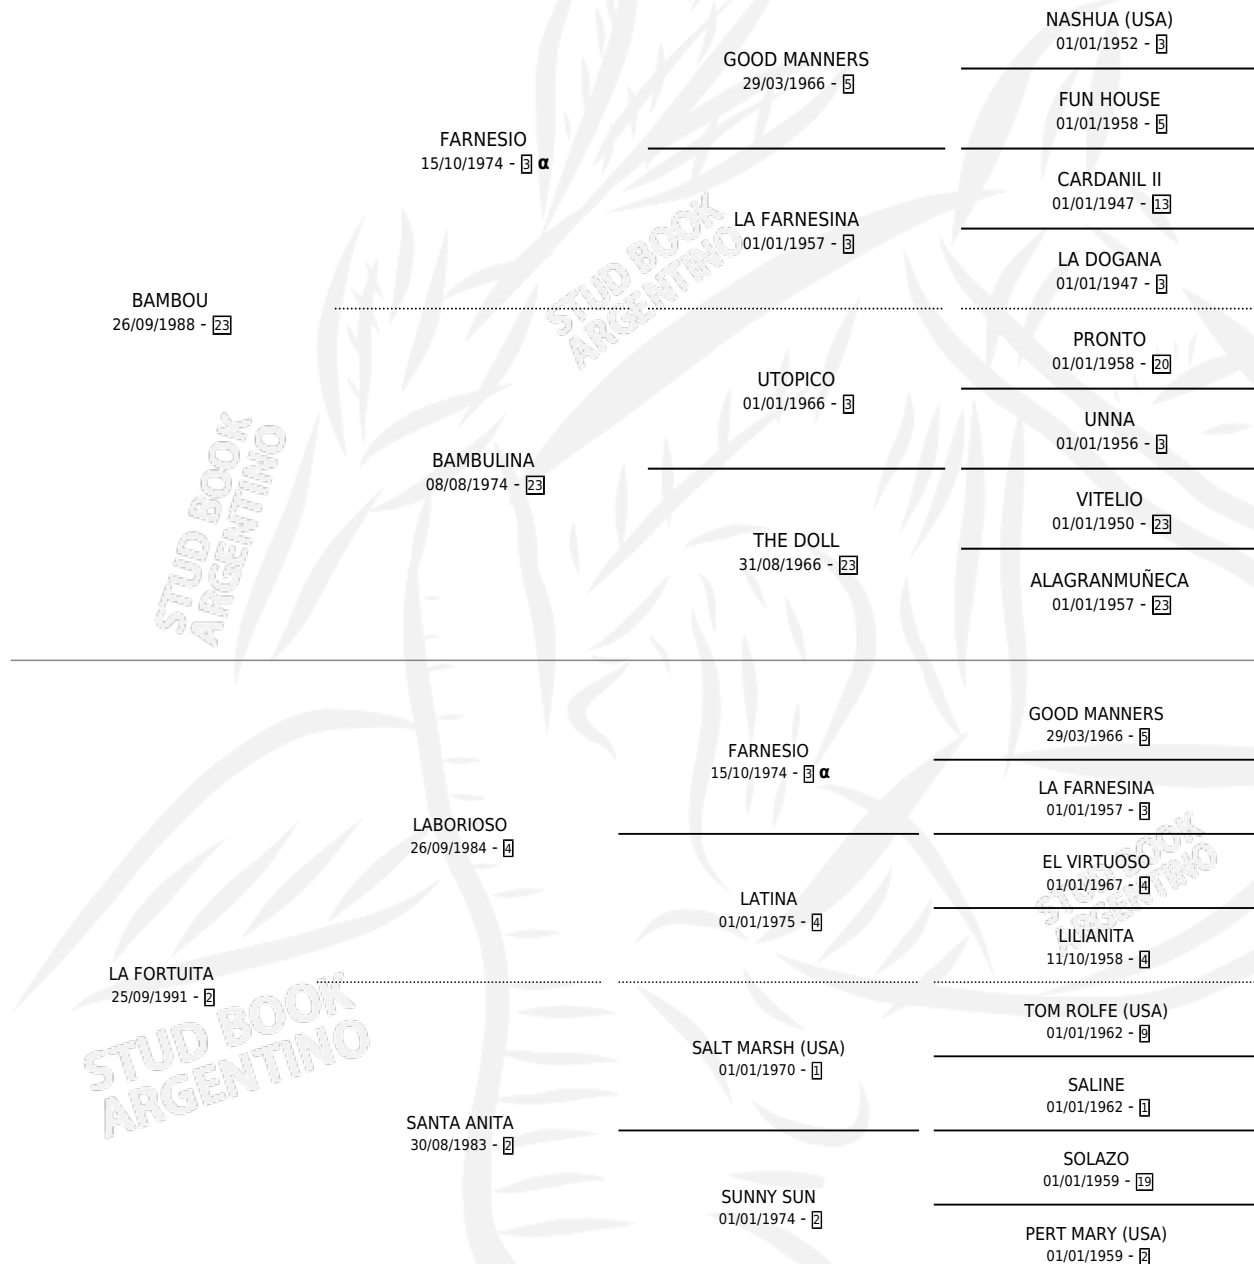 NASHUA (USA)
01/01/1952 - 3
GOOD MANNERS
29/03/1966 - 5
FUN HOUSE
01/01/1958 - 5
FARNESIO
15/10/1974 - 3 α
CARDANIL II
01/01/1947 - 13
LA FARNESINA
01/01/1957 - 3
LA DOGANA
01/01/1947 - 3
BAMBOU
26/09/1988 - 23
PRONTO
01/01/1958 - 20
UTOPICO
01/01/1966 - 3
UNNA
01/01/1956 - 3
BAMBULINA
08/08/1974 - 23
VITELIO
01/01/1950 - 23
THE DOLL
31/08/1966 - 23
ALAGRANMUÑECA
01/01/1957 - 23
STUD BOOK
ARGENTINO
STUD BOOK
ARGENTINO
GOOD MANNERS
29/03/1966 - 5
FARNESIO
15/10/1974 - 3 α
LA FARNESINA
01/01/1957 - 3
LABORIOSO
26/09/1984 - 4
EL VIRTUOSO
01/01/1967 - 4
LATINA
01/01/1975 - 4
LILIANITA
11/10/1958 - 4
LA FORTUITA
25/09/1991 - 2
TOM ROLFE (USA)
01/01/1962 - 9
SALT MARSH (USA)
01/01/1970 - 1
SALINE
01/01/1962 - 1
SANTA ANITA
30/08/1983 - 2
SOLAZO
01/01/1959 - 19
SUNNY SUN
01/01/1974 - 2
PERT MARY (USA)
01/01/1959 - 2
STUD BOOK
ARGENTINO
STUD BOOK
ARGENTINO